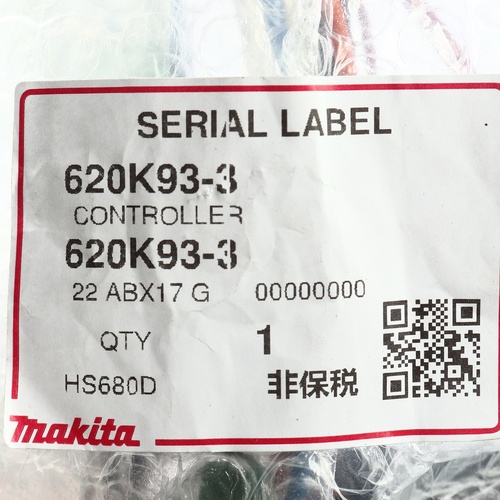 SERIAL LABEL
620K93-3
CONTROLLER
620K93-3
22 ABX17 G 00000000
QTY 1
HS680D 非保税
makita